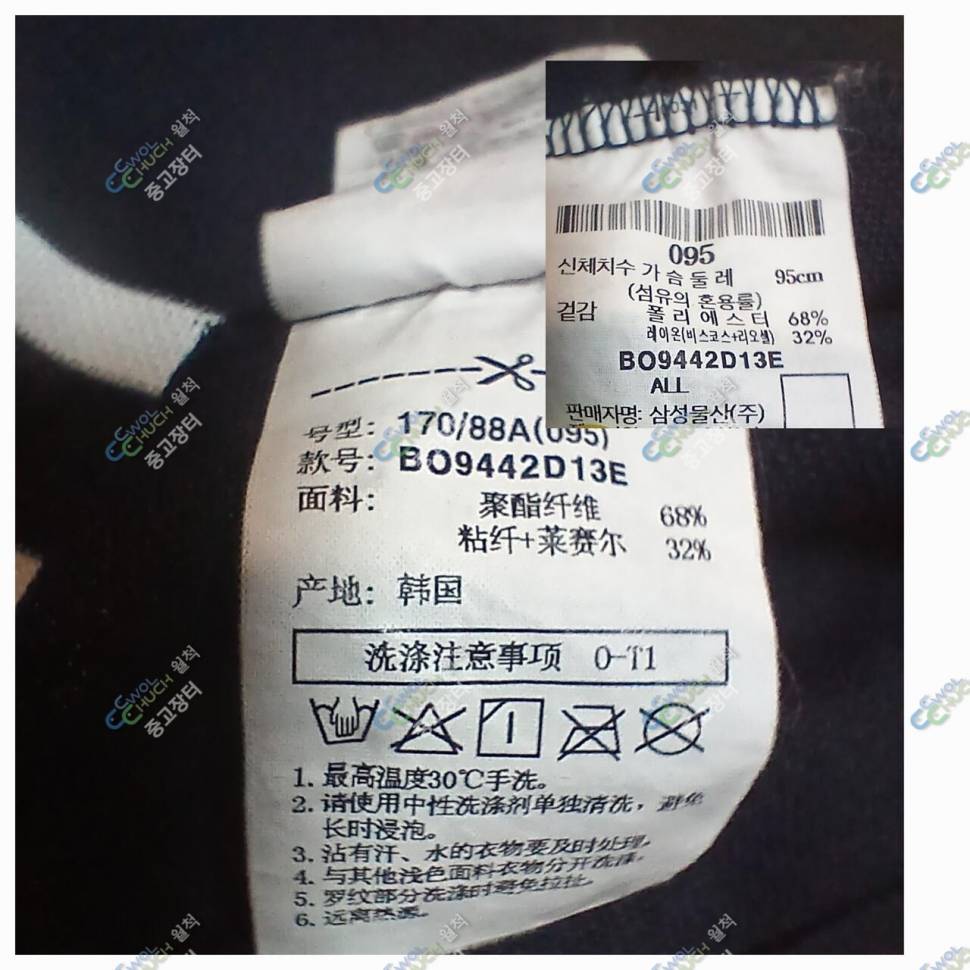 095
신체치수 가슴둘레 95cm
(섬유의 혼용률)
겉감 폴리에스터 68%
레이온(비스코스+리오셀) 32%
BO9442D13E
ALL
판매자명: 삼성물산(주)
号型: 170/88A(095)
款号: BO9442D13E
面料: 聚酯纤维 68%
粘纤+莱赛尔 32%
产地: 韩国
洗涤注意事项 0-T1
1. 最高温度30℃手洗。
2. 请使用中性洗涤剂单独清洗，避免
长时浸泡。
3. 沾有汗、水的衣物要及时处理。
4. 与其他浅色面料衣物分开洗涤。
5. 罗纹部分洗涤时避免拉扯。
6. 远离热源。
CWOL 월척
CHUCH 중고장터